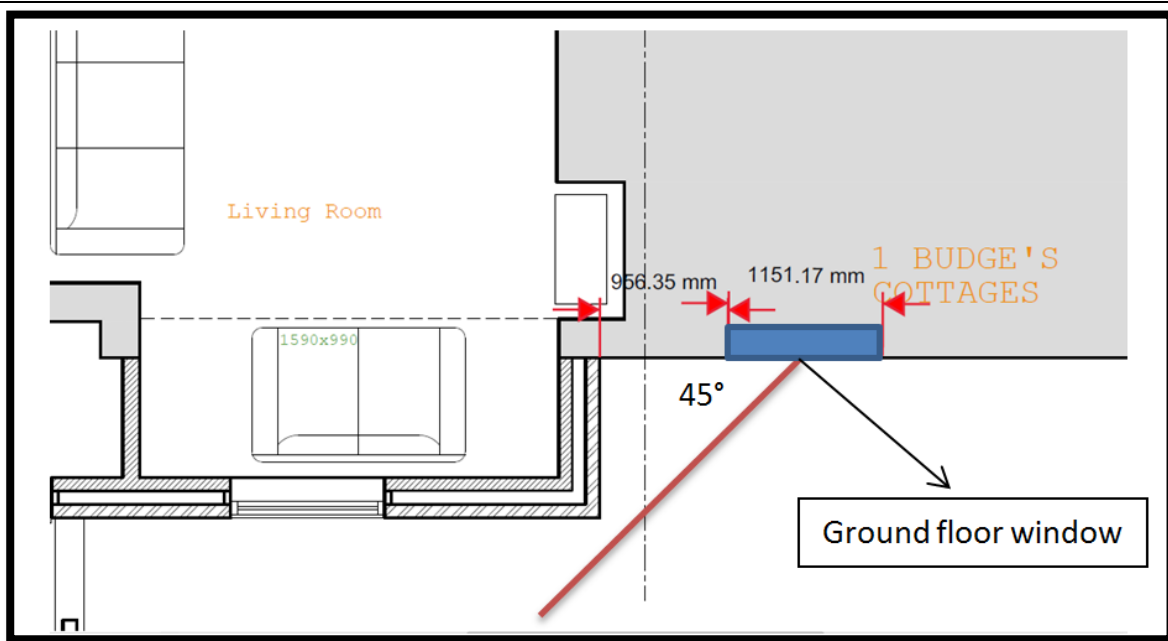 Living Room
1 BUDGE'S
COTTAGES
956.35 mm
1151.17 mm
1590x990
45°
Ground floor window